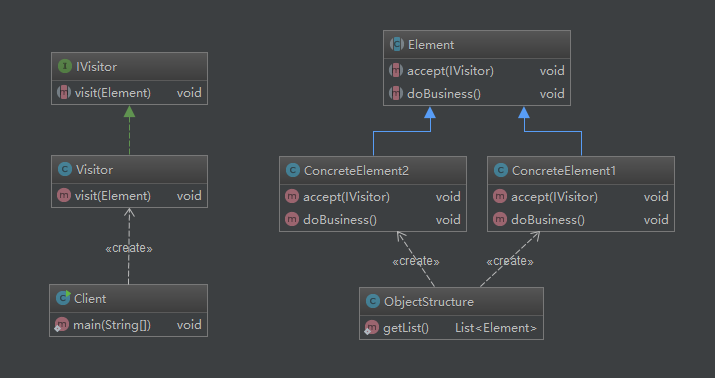 IVisitor
visit(Element) void
Visitor
visit(Element) void
«create»
Client
main(String[]) void
Element
accept(IVisitor) void
doBusiness() void
ConcreteElement2
accept(IVisitor) void
doBusiness() void
ConcreteElement1
accept(IVisitor) void
doBusiness() void
«create»
«create»
ObjectStructure
getList() List<Element>